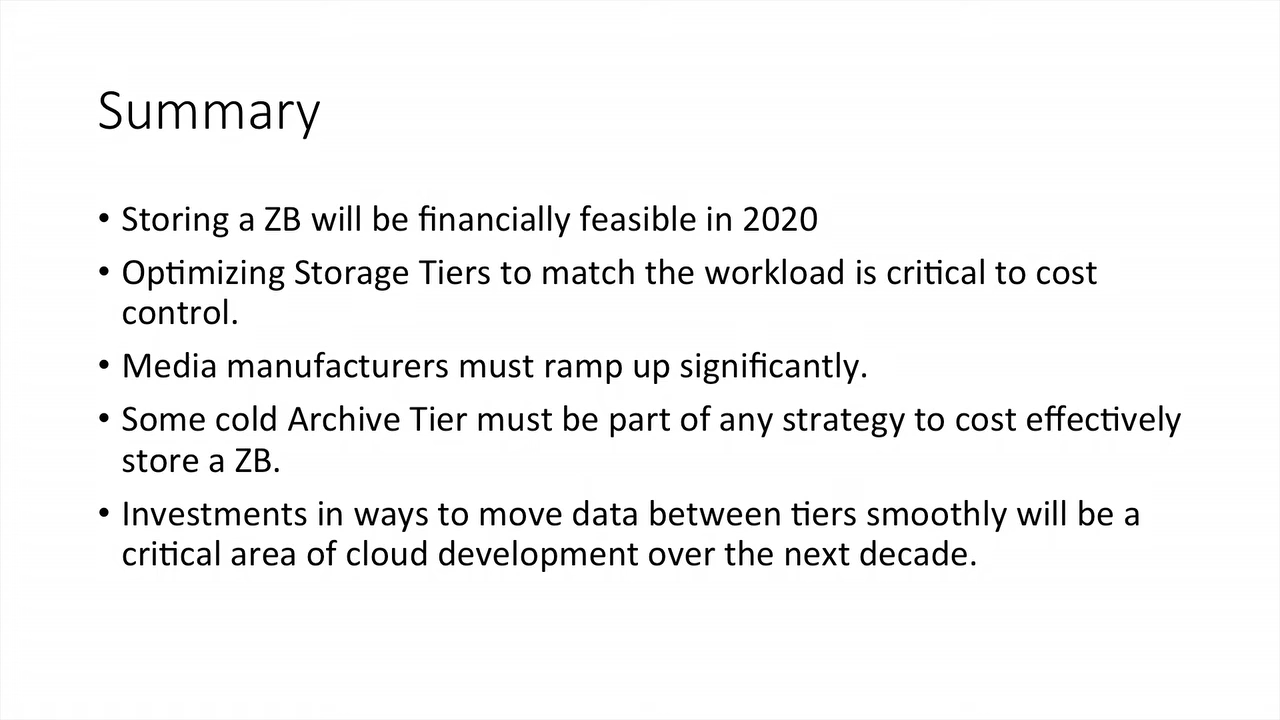 Summary
• Storing a ZB will be financially feasible in 2020
• Optimizing Storage Tiers to match the workload is critical to cost
control.
• Media manufacturers must ramp up significantly.
• Some cold Archive Tier must be part of any strategy to cost effectively
store a ZB.
• Investments in ways to move data between tiers smoothly will be a
critical area of cloud development over the next decade.